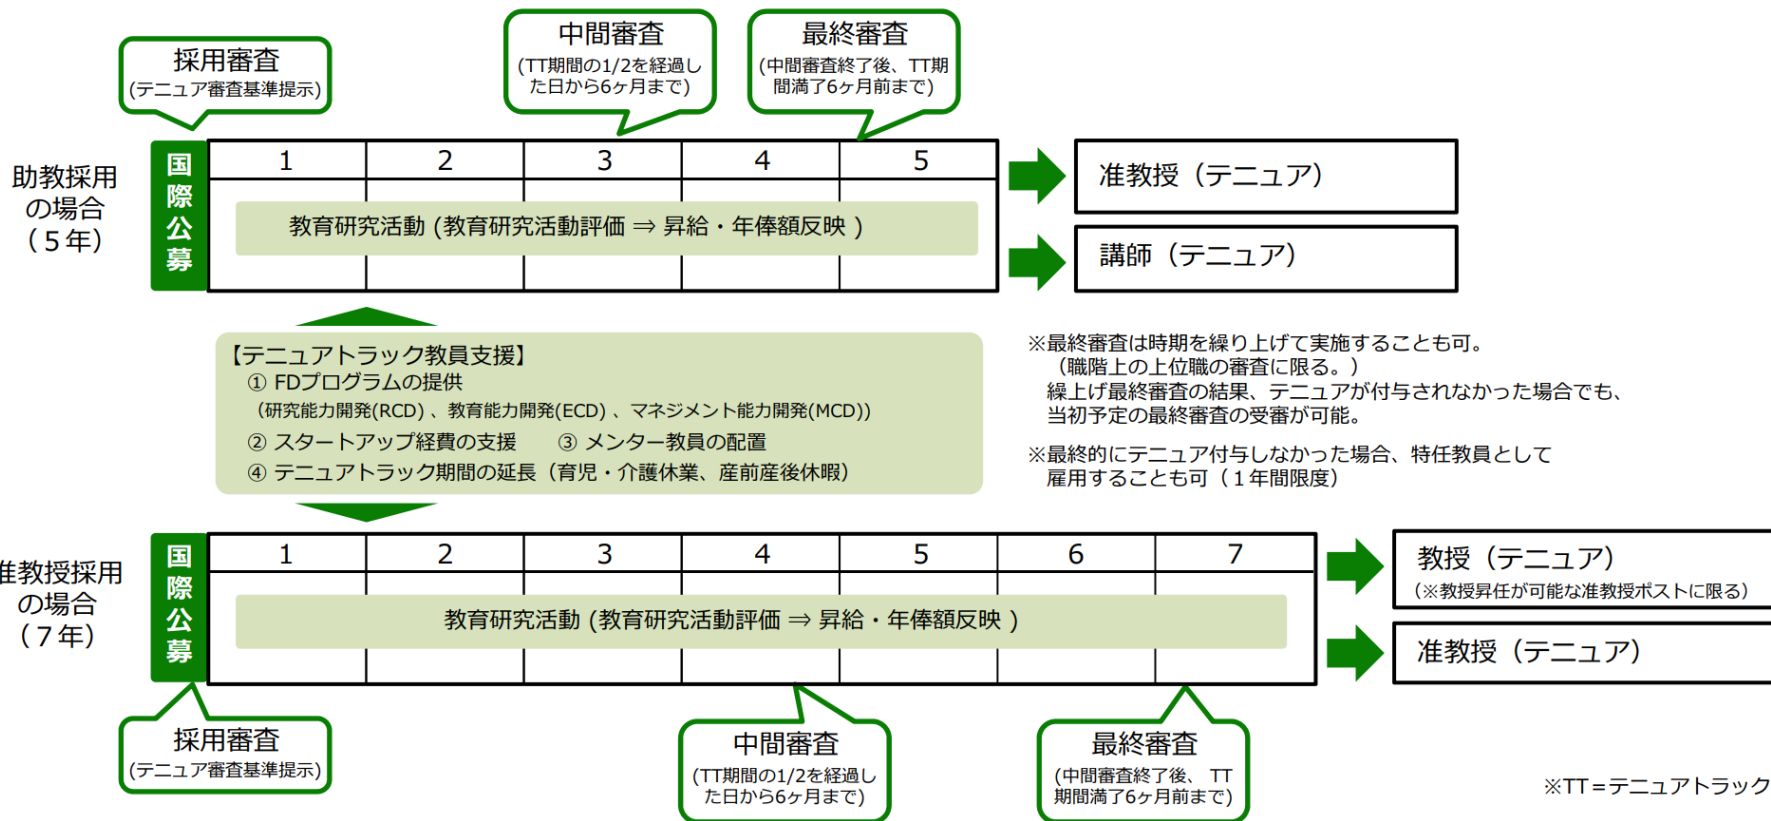 採用審査
(テニュア審査基準提示)
中間審査
(TT期間の1/2を経過し
た日から6ヶ月まで)
最終審査
(中間審査終了後、TT期
間満了6ヶ月前まで)
助教採用
の場合
（５年）
国際公募
1 2 3 4 5
教育研究活動 (教育研究活動評価 ⇒ 昇給・年俸額反映 )
准教授（テニュア）
講師（テニュア）
【テニュアトラック教員支援】
① FDプログラムの提供
（研究能力開発(RCD) 、教育能力開発(ECD) 、マネジメント能力開発(MCD))
② スタートアップ経費の支援 ③ メンター教員の配置
④ テニュアトラック期間の延長（育児・介護休業、産前産後休暇）
※最終審査は時期を繰り上げて実施することも可。
（職階上の上位職の審査に限る。）
繰上げ最終審査の結果、テニュアが付与されなかった場合でも、
当初予定の最終審査の受審が可能。
※最終的にテニュア付与しなかった場合、特任教員として
雇用することも可（１年間限度）
准教授採用
の場合
（７年）
国際公募
1 2 3 4 5 6 7
教育研究活動 (教育研究活動評価 ⇒ 昇給・年俸額反映 )
教授（テニュア）
（※教授昇任が可能な准教授ポストに限る）
准教授（テニュア）
採用審査
(テニュア審査基準提示)
中間審査
(TT期間の1/2を経過し
た日から6ヶ月まで)
最終審査
(中間審査終了後、 TT
期間満了6ヶ月前まで)
※TT＝テニュアトラック